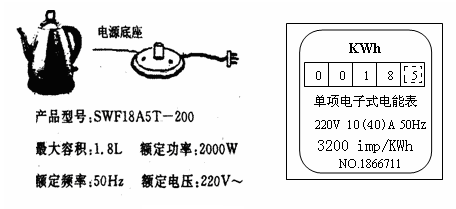 电源底座
产品型号:SWF18A5T－200
最大容积:1.8L 额定功率:2000W
额定频率:50Hz 额定电压:220V～
KWh
0 0 1 8 5
单项电子式电能表
220V 10(40)A 50Hz
3200 imp/KWh
NO.1866711